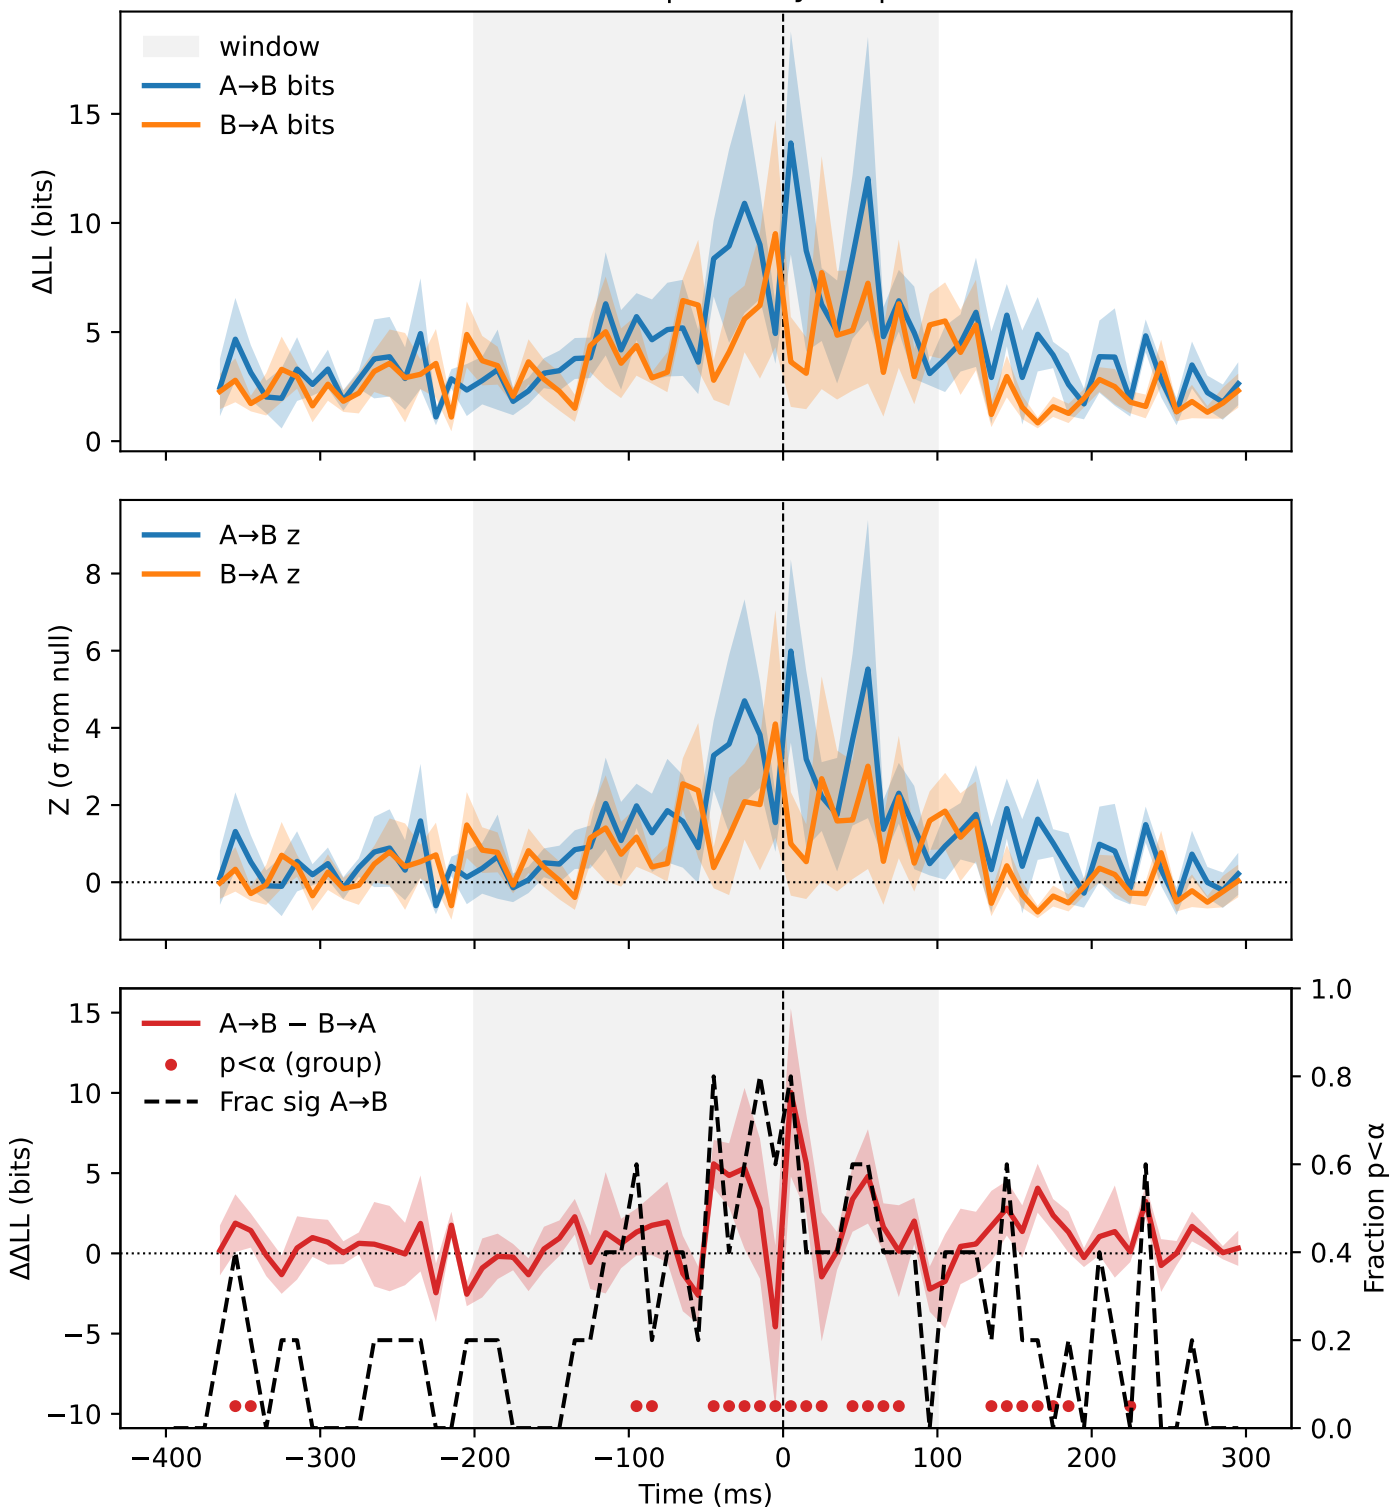 window
A→B bits
B→A bits
ΔLL (bits)
15
10
5
0
A→B z
B→A z
Z (σ from null)
8
6
4
2
0
A→B − B→A
p<α (group)
Frac sig A→B
ΔΔLL (bits)
15
10
5
0
−5
−10
1.0
0.8
0.6
0.4
0.2
0.0
Fraction p<α
−400 −300 −200 −100 0 100 200 300
Time (ms)